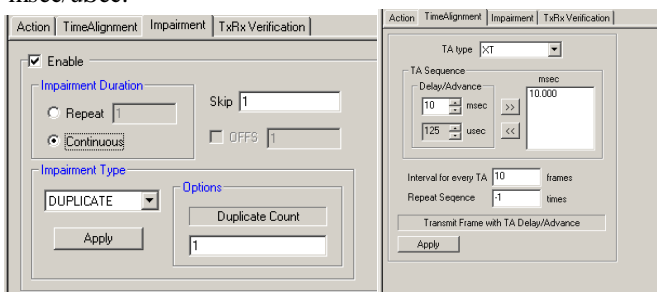 msec/usec.
Action TimeAlignment Impairment TxRx Verification
Enable
Impairment Duration
Repeat 1
Continuous
Skip 1
OFFS 1
Impairment Type
DUPLICATE
Apply
Options
Duplicate Count
1
Action TimeAlignment Impairment TxRx Verification
TA type XT
TA Sequence
Delay/Advance
10 msec >>
125 usec <<
msec
10.000
Interval for every TA 10 frames
Repeat Seqence -1 times
Transmit Frame with TA Delay/Advance
Apply